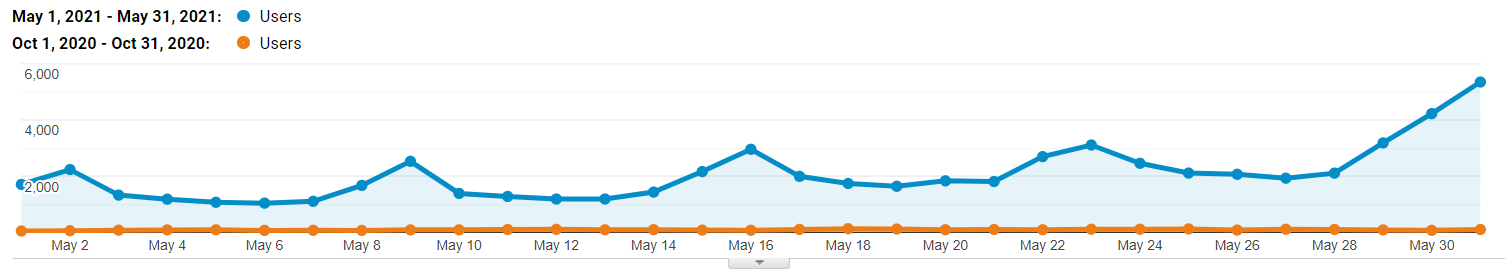 May 1, 2021 - May 31, 2021: Users
Oct 1, 2020 - Oct 31, 2020: Users
6,000
4,000
2,000
May 2 May 4 May 6 May 8 May 10 May 12 May 14 May 16 May 18 May 20 May 22 May 24 May 26 May 28 May 30